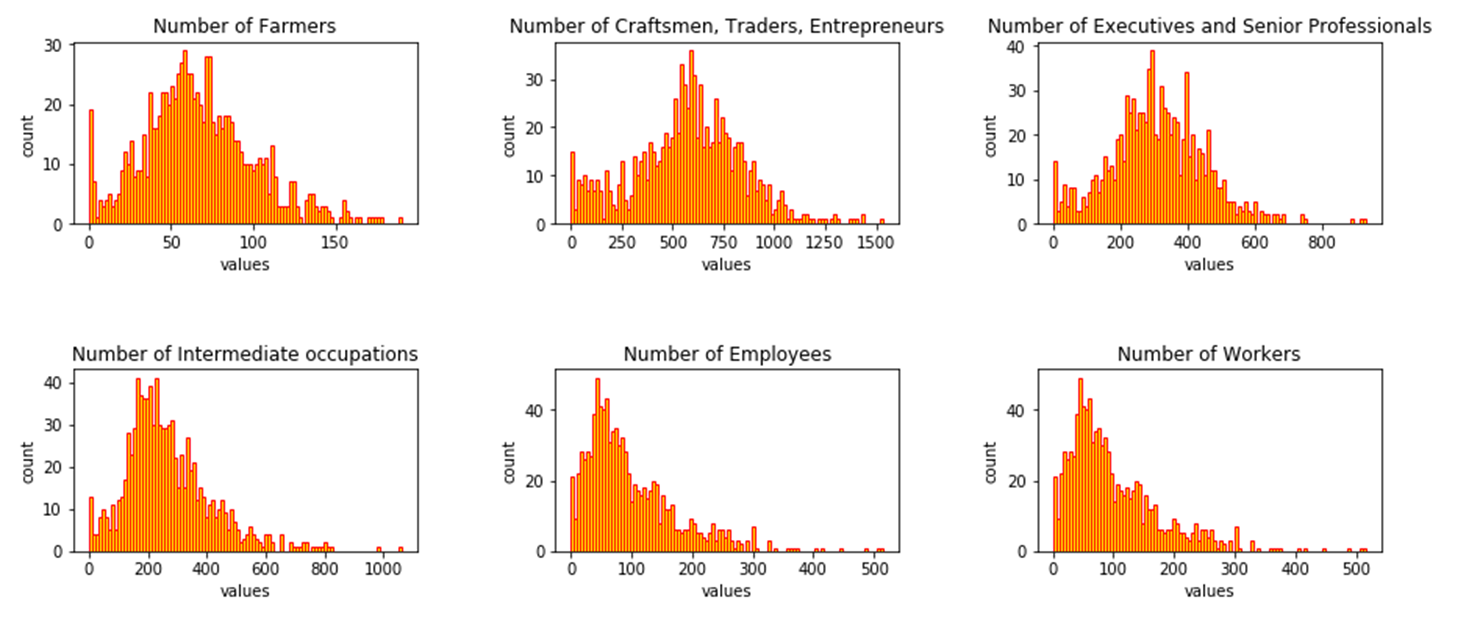 Number of Farmers
30
20
10
0
count
0 50 100 150
values
Number of Craftsmen, Traders, Entrepreneurs
30
20
10
0
count
0 250 500 750 1000 1250 1500
values
Number of Executives and Senior Professionals
40
30
20
10
0
count
0 200 400 600 800
values
Number of Intermediate occupations
40
30
20
10
0
count
0 200 400 600 800 1000
values
Number of Employees
40
20
0
count
0 100 200 300 400 500
values
Number of Workers
40
20
0
count
0 100 200 300 400 500
values